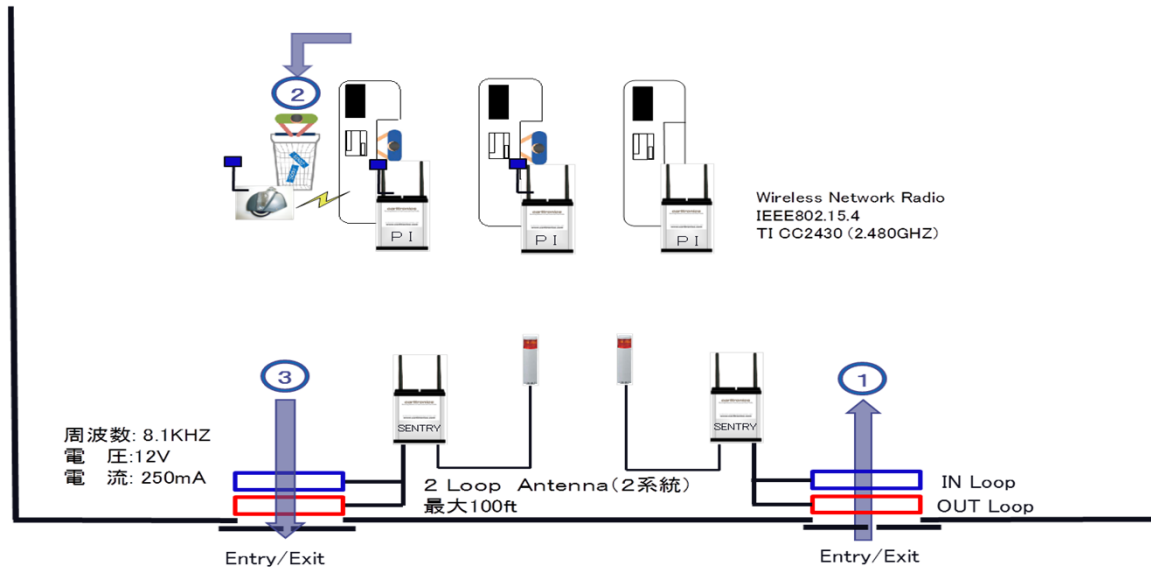 2
PI
PI
PI
Wireless Network Radio
IEEE802.15.4
TI CC2430 (2.480GHZ)
3
1
SENTRY
SENTRY
周波数: 8.1KHZ
電　圧:12V
電　流: 250mA
2 Loop Antenna(2系統)
最大100ft
IN Loop
OUT Loop
Entry/Exit
Entry/Exit